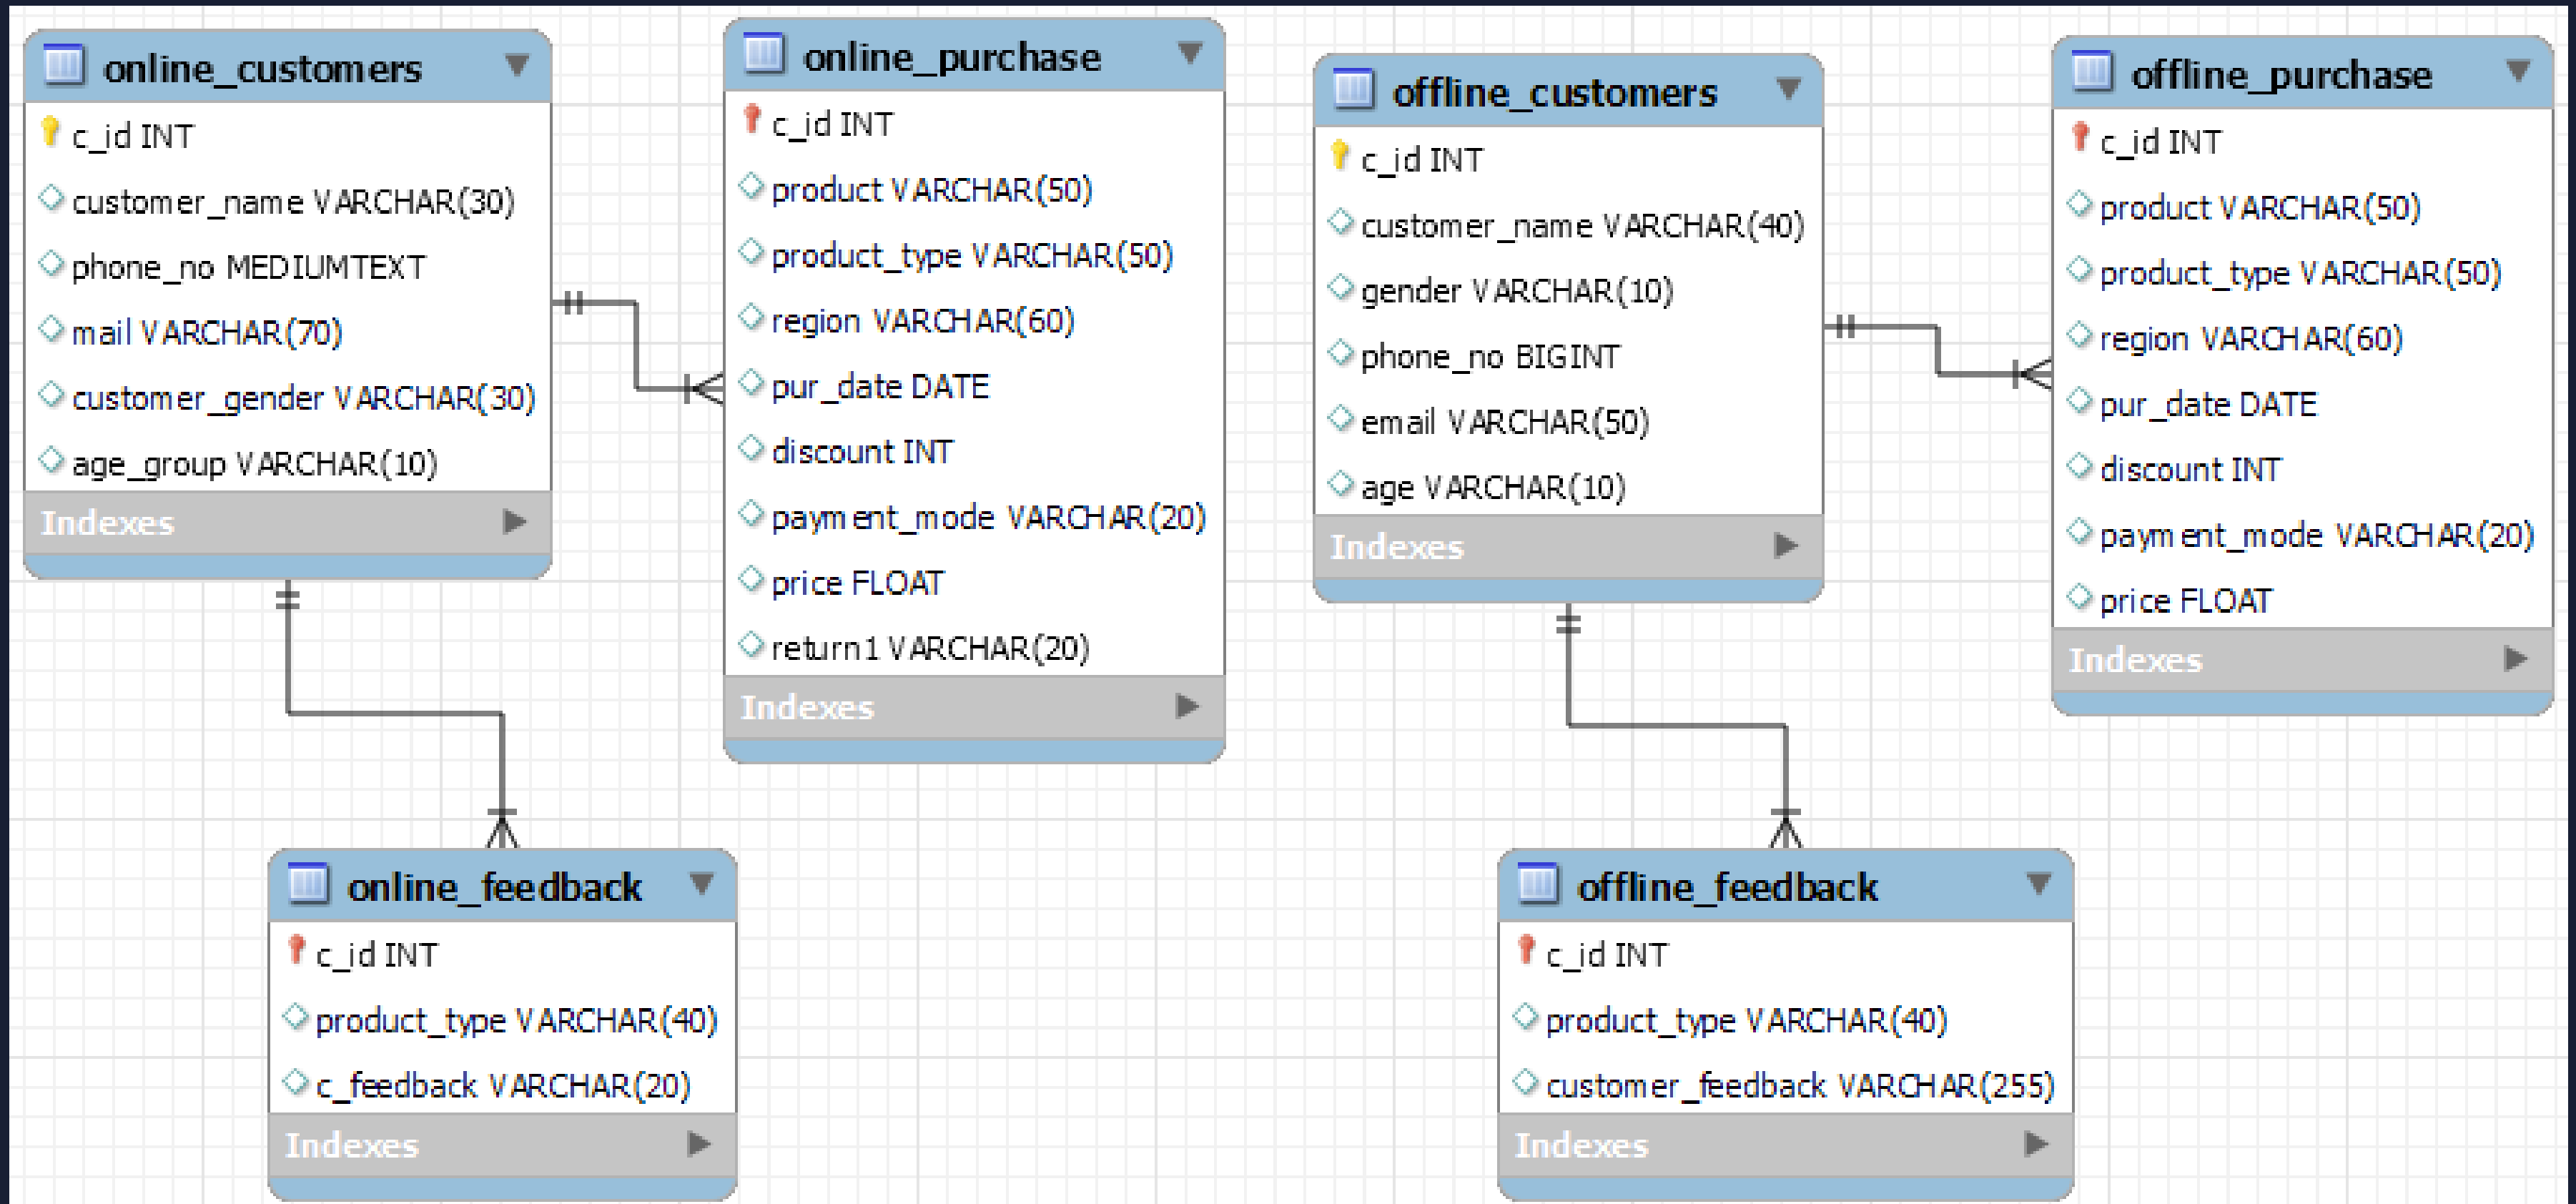 online_customers
c_id INT
customer_name VARCHAR(30)
phone_no MEDIUMTEXT
mail VARCHAR(70)
customer_gender VARCHAR(30)
age_group VARCHAR(10)
Indexes
online_purchase
c_id INT
product VARCHAR(50)
product_type VARCHAR(50)
region VARCHAR(60)
pur_date DATE
discount INT
payment_mode VARCHAR(20)
price FLOAT
return1 VARCHAR(20)
Indexes
offline_customers
c_id INT
customer_name VARCHAR(40)
gender VARCHAR(10)
phone_no BIGINT
email VARCHAR(50)
age VARCHAR(10)
Indexes
offline_purchase
c_id INT
product VARCHAR(50)
product_type VARCHAR(50)
region VARCHAR(60)
pur_date DATE
discount INT
payment_mode VARCHAR(20)
price FLOAT
Indexes
online_feedback
c_id INT
product_type VARCHAR(40)
c_feedback VARCHAR(20)
Indexes
offline_feedback
c_id INT
product_type VARCHAR(40)
customer_feedback VARCHAR(255)
Indexes